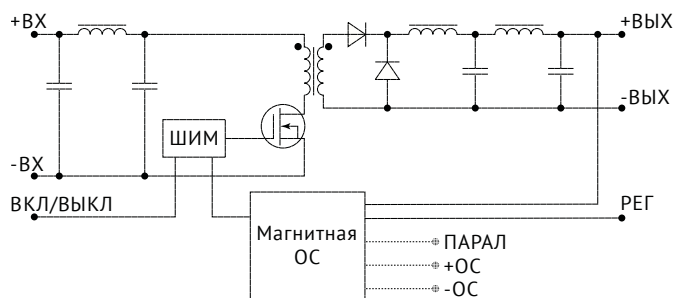 +ВХ
+ВЫХ
-ВЫХ
ШИМ
-ВХ
ВКЛ/ВЫКЛ
РЕГ
Магнитная
ОС
ПАРАЛ
+ОС
-ОС